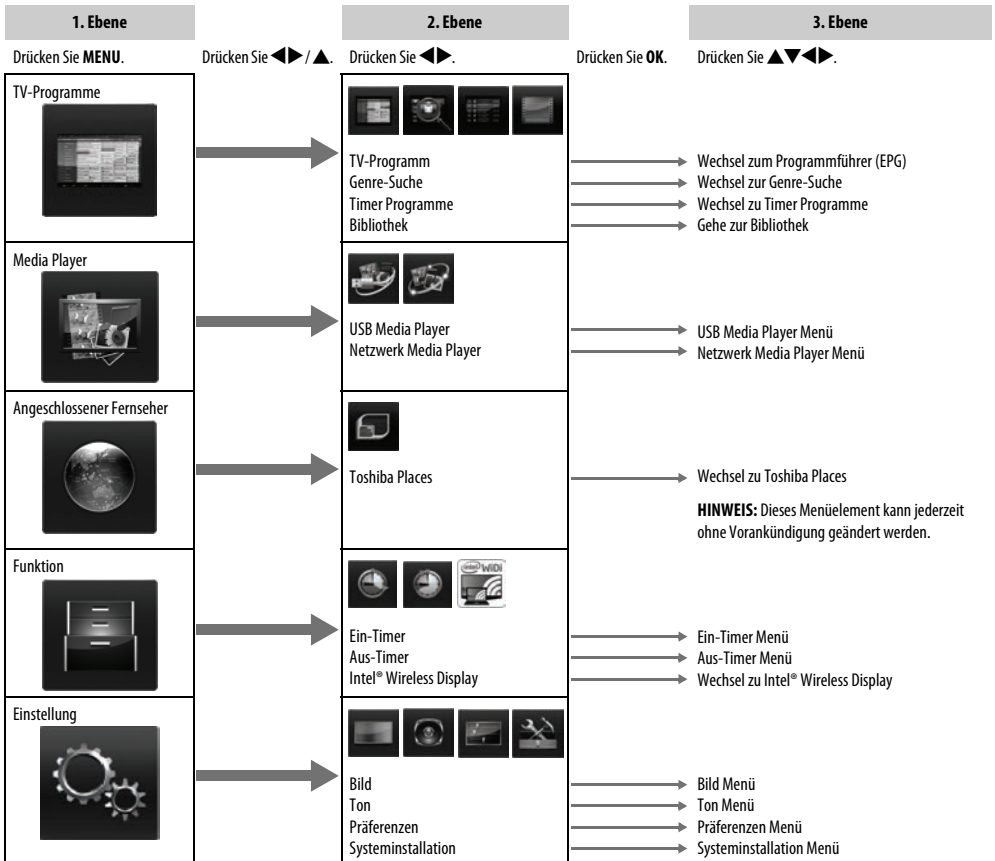 1. Ebene
2. Ebene
3. Ebene
Drücken Sie MENU.
Drücken Sie ◀▶ / ▲.
Drücken Sie ◀▶.
Drücken Sie OK.
Drücken Sie ▲▼◀▶.
TV-Programme
TV-Programm
Wechsel zum Programmführer (EPG)
Genre-Suche
Wechsel zur Genre-Suche
Timer Programme
Wechsel zu Timer Programme
Bibliothek
Gehe zur Bibliothek
Media Player
USB Media Player
USB Media Player Menü
Netzwerk Media Player
Netzwerk Media Player Menü
Angeschlossener Fernseher
Toshiba Places
Wechsel zu Toshiba Places
HINWEIS: Dieses Menüelement kann jederzeit
ohne Vorankündigung geändert werden.
Funktion
intel WiDi
Ein-Timer
Ein-Timer Menü
Aus-Timer
Aus-Timer Menü
Intel® Wireless Display
Wechsel zu Intel® Wireless Display
Einstellung
Bild
Bild Menü
Ton
Ton Menü
Präferenzen
Präferenzen Menü
Systeminstallation
Systeminstallation Menü